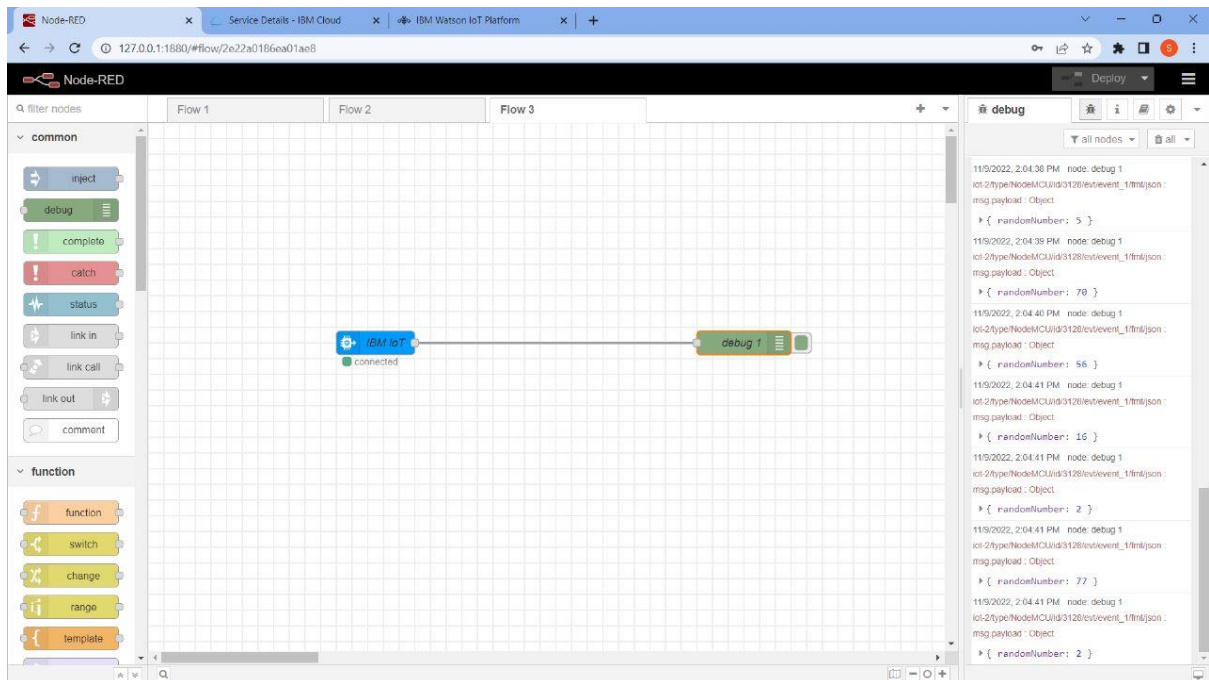 Node-RED
Service Details - IBM Cloud
IBM Watson IoT Platform
127.0.0.1:1880/#flow/2e22a0186ea01ae8
S
Node-RED
Deploy
filter nodes
Flow 1
Flow 2
Flow 3
debug
i
all nodes
all
common
inject
debug
complete
catch
status
link in
link call
link out
comment
function
function
switch
change
range
template
IBM IoT
connected
debug 1
11/9/2022, 2:04:38 PM node: debug 1
iot-2/type/NodeMCU/id/3128/evt/event_1/fmt/json :
msg.payload : Object
{ randomNumber: 5 }
11/9/2022, 2:04:39 PM node: debug 1
iot-2/type/NodeMCU/id/3128/evt/event_1/fmt/json :
msg.payload : Object
{ randomNumber: 70 }
11/9/2022, 2:04:40 PM node: debug 1
iot-2/type/NodeMCU/id/3128/evt/event_1/fmt/json :
msg.payload : Object
{ randomNumber: 56 }
11/9/2022, 2:04:41 PM node: debug 1
iot-2/type/NodeMCU/id/3128/evt/event_1/fmt/json :
msg.payload : Object
{ randomNumber: 16 }
11/9/2022, 2:04:41 PM node: debug 1
iot-2/type/NodeMCU/id/3128/evt/event_1/fmt/json :
msg.payload : Object
{ randomNumber: 2 }
11/9/2022, 2:04:41 PM node: debug 1
iot-2/type/NodeMCU/id/3128/evt/event_1/fmt/json :
msg.payload : Object
{ randomNumber: 77 }
11/9/2022, 2:04:41 PM node: debug 1
iot-2/type/NodeMCU/id/3128/evt/event_1/fmt/json :
msg.payload : Object
{ randomNumber: 2 }